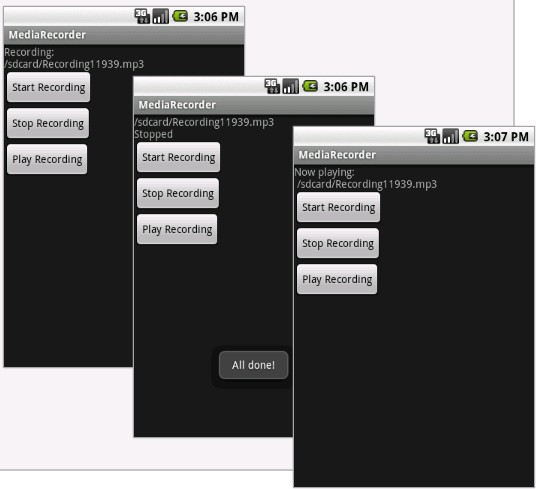 3G
3:06 PM
MediaRecorder
Recording:
/sdcard/Recording11939.mp3
Start Recording
Stop Recording
Play Recording
3G
3:06 PM
MediaRecorder
/sdcard/Recording11939.mp3
Stopped
Start Recording
Stop Recording
Play Recording
All done!
3G
3:07 PM
MediaRecorder
Now playing:
/sdcard/Recording11939.mp3
Start Recording
Stop Recording
Play Recording